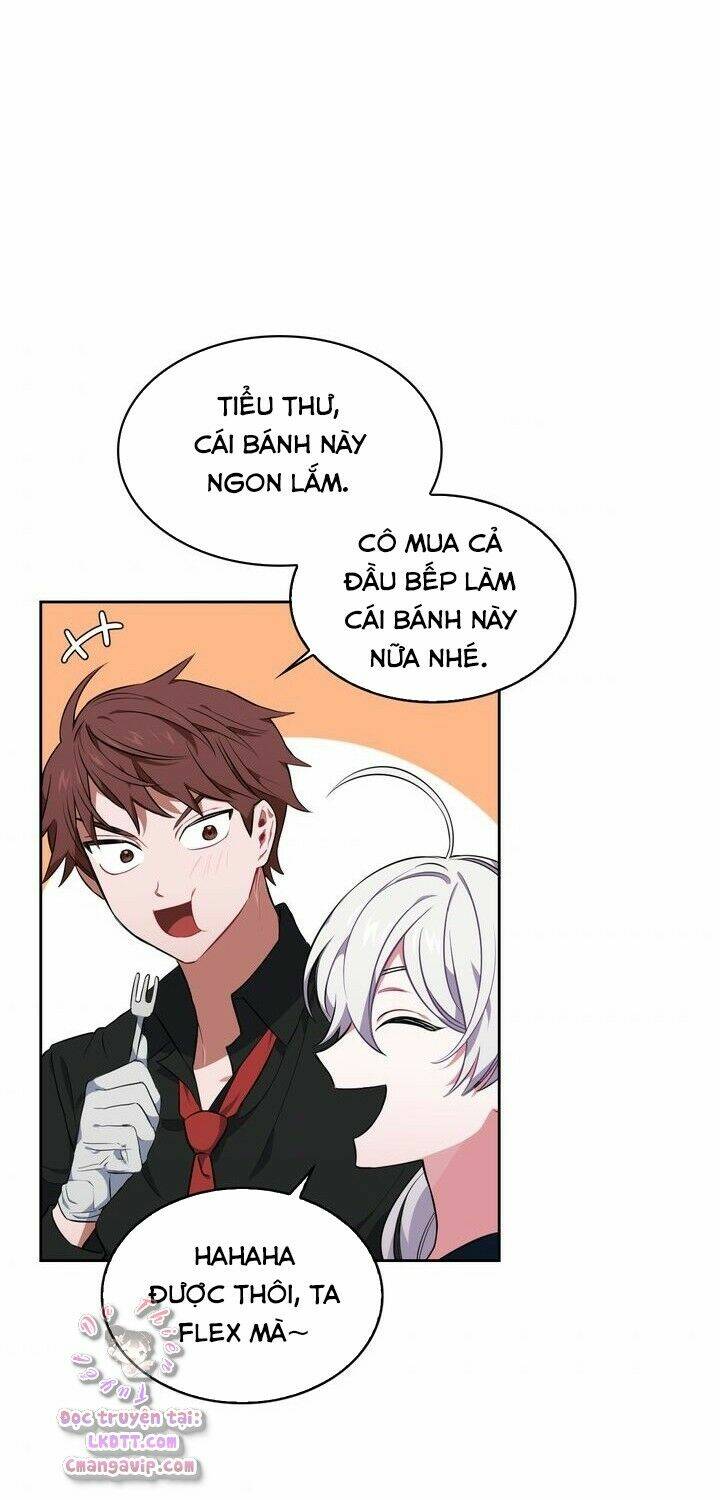 TIỂU THƯ,
CÁI BÁNH NÀY
NGON LẮM.
CÔ MUA CẢ
ĐẦU BẾP LÀM
CÁI BÁNH NÀY
NỮA NHÉ.
HAHAHA
ĐƯỢC THÔI, TA
FLEX MÀ~
Đọc truyện tại:
LKDTT.com
Cmangavip.com